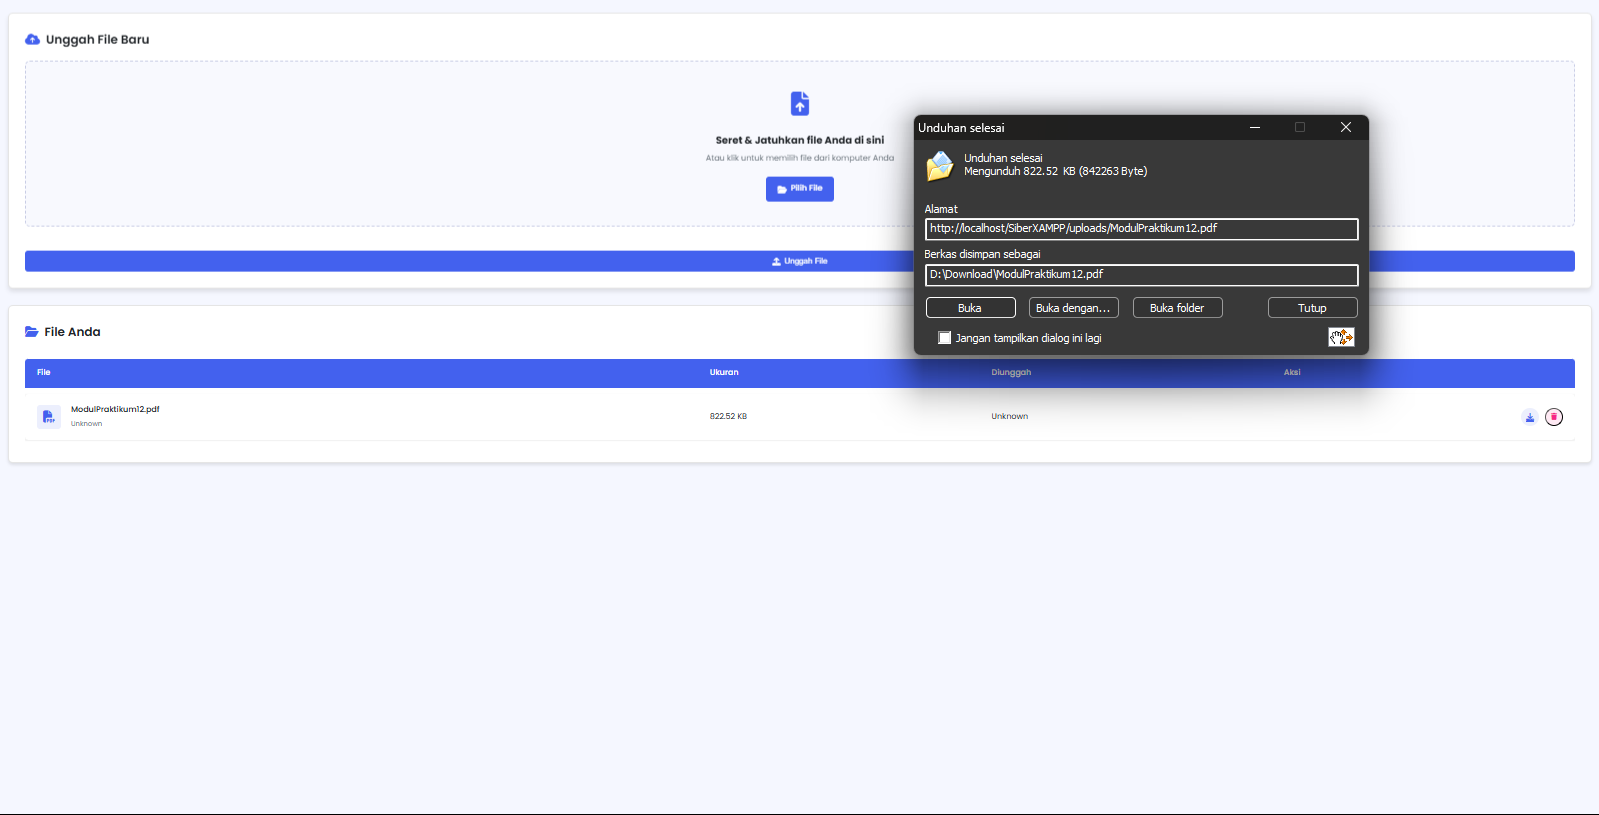 Unggah File Baru
Seret & Jatuhkan file Anda di sini
Atau klik untuk memilih file dari komputer Anda
Pilih File
Unggah File
Unduhan selesai
Unduhan selesai
Mengunduh 822.52 KB (842263 Byte)
Alamat
http://localhost/SiberXAMPP/uploads/ModulPraktikum12.pdf
Berkas disimpan sebagai
D:\Download\ModulPraktikum12.pdf
Buka
Buka dengan...
Buka folder
Tutup
Jangan tampilkan dialog ini lagi
File Anda
File Ukuran Diunggah Aksi
PDF
ModulPraktikum12.pdf
Unknown
822.52 KB
Unknown